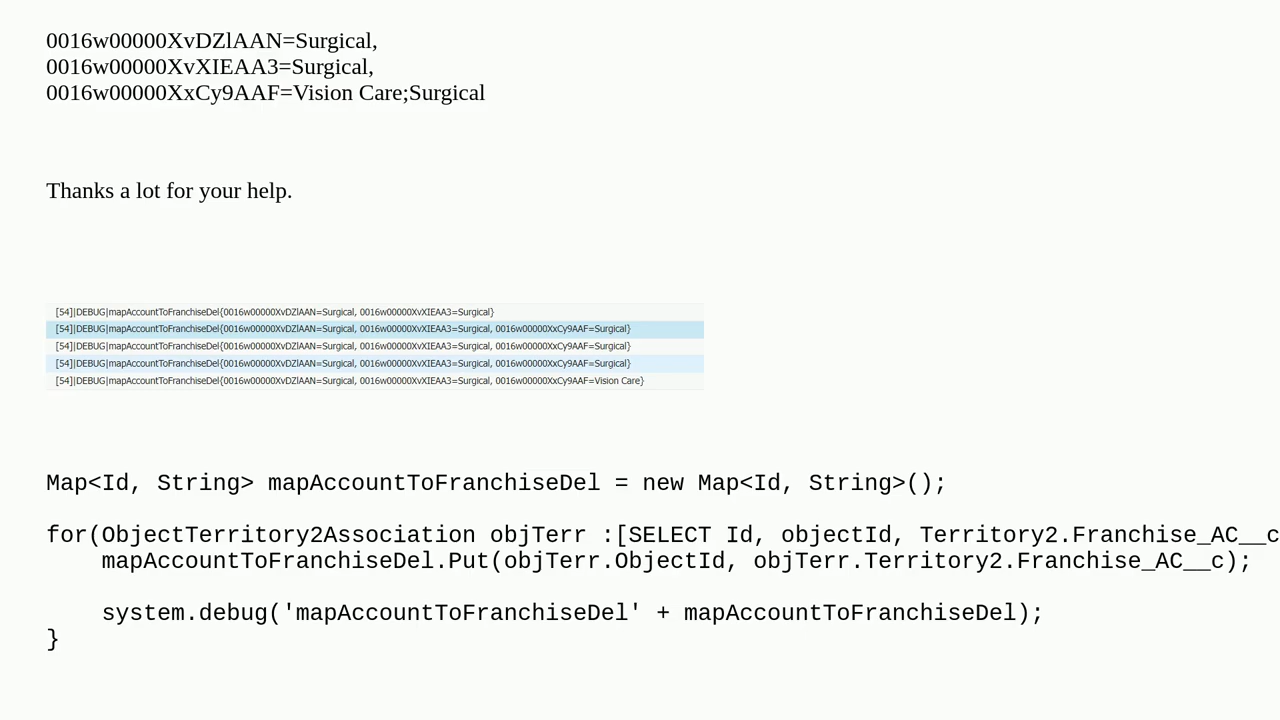 0016w00000XvDZlAAN=Surgical,
0016w00000XvXIEAA3=Surgical,
0016w00000XxCy9AAF=Vision Care;Surgical
Thanks a lot for your help.
[54]|DEBUG|mapAccountToFranchiseDel{0016w00000XvDZlAAN=Surgical, 0016w00000XvXIEAA3=Surgical}
[54]|DEBUG|mapAccountToFranchiseDel{0016w00000XvDZlAAN=Surgical, 0016w00000XvXIEAA3=Surgical, 0016w00000XxCy9AAF=Surgical}
[54]|DEBUG|mapAccountToFranchiseDel{0016w00000XvDZlAAN=Surgical, 0016w00000XvXIEAA3=Surgical, 0016w00000XxCy9AAF=Surgical}
[54]|DEBUG|mapAccountToFranchiseDel{0016w00000XvDZlAAN=Surgical, 0016w00000XvXIEAA3=Surgical, 0016w00000XxCy9AAF=Surgical}
[54]|DEBUG|mapAccountToFranchiseDel{0016w00000XvDZlAAN=Surgical, 0016w00000XvXIEAA3=Surgical, 0016w00000XxCy9AAF=Vision Care}
Map<Id, String> mapAccountToFranchiseDel = new Map<Id, String>();
for(ObjectTerritory2Association objTerr :[SELECT Id, objectId, Territory2.Franchise_AC__c
mapAccountToFranchiseDel.Put(objTerr.ObjectId, objTerr.Territory2.Franchise_AC__c);
system.debug('mapAccountToFranchiseDel' + mapAccountToFranchiseDel);
}